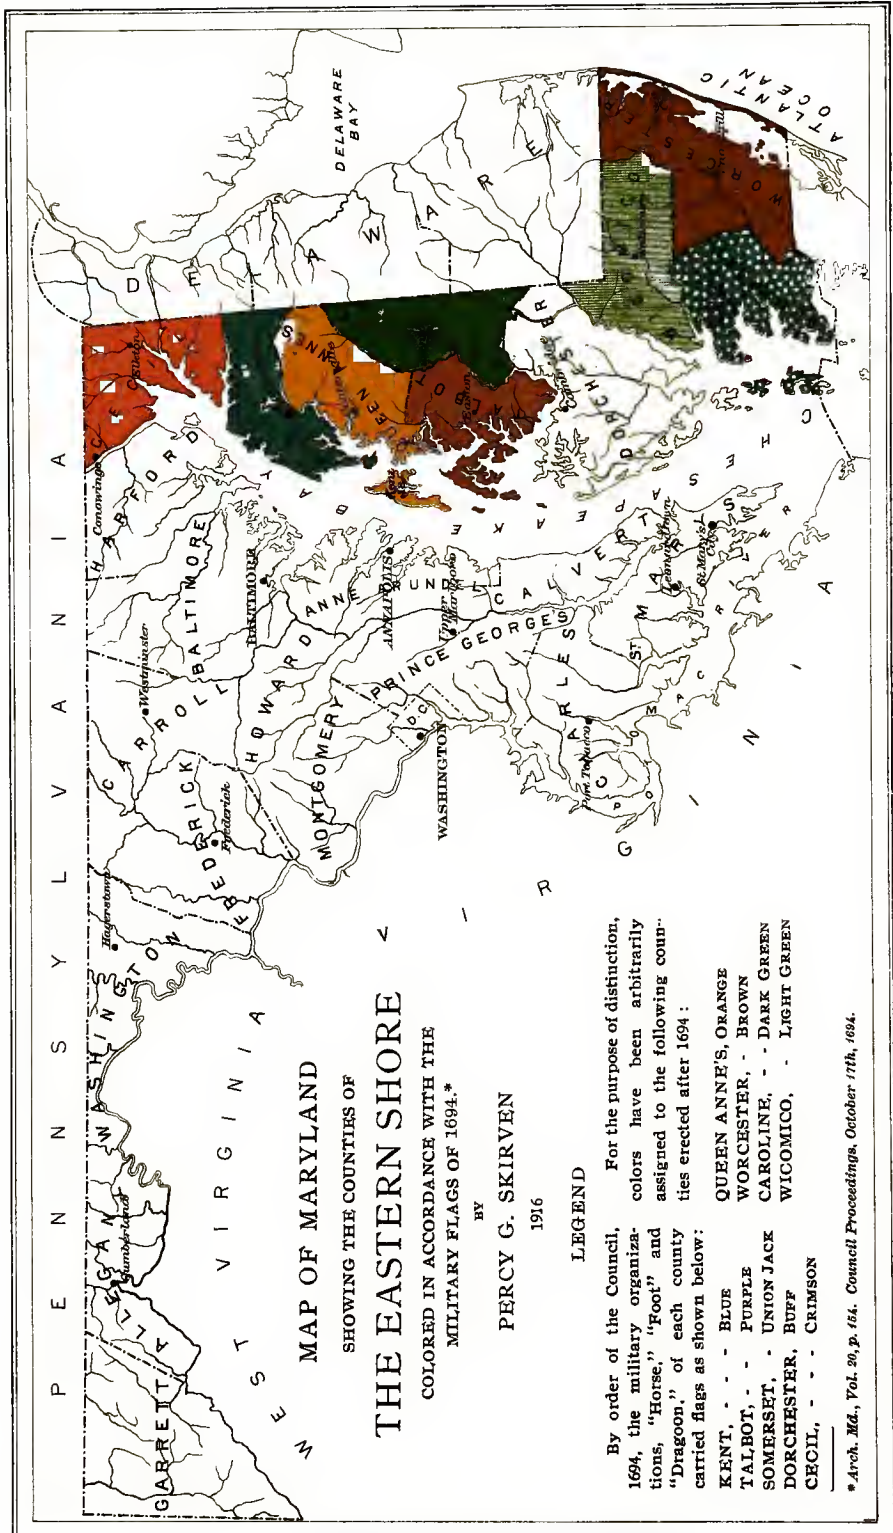 MAP OF MARYLAND
SHOWING THE COUNTIES OF
THE EASTERN SHORE
COLORED IN ACCORDANCE WITH THE
MILITARY FLAGS OF 1694.*
BY
PERCY G. SKIRVEN
1916
LEGEND
By order of the Council,
1694, the military organiza-
tions, "Horse," "Foot" and
"Dragoon," of each county
carried flags as shown below:
KENT, - - - BLUE
TALBOT, - - PURPLE
SOMERSET, - UNION JACK
DORCHESTER, BUFF
CECIL, - - - CRIMSON
For the purpose of distinction,
colors have been arbitrarily
assigned to the following coun-
ties erected after 1694:
QUEEN ANNE'S, ORANGE
WORCESTER, - BROWN
CAROLINE, - - DARK GREEN
WICOMICO, - LIGHT GREEN
*Arch. Md., Vol. 20, p. 154. Council Proceedings, October 17th, 1694.
PENNSYLVANIA
WEST VIRGINIA
VIRGINIA
DELAWARE
DELAWARE
BAY
ATLANTIC
OCEAN
CHESAPEAKE BAY
POTOMAC
GARRETT
ALLEGANY
Cumberland
WASHINGTON
Hagerstown
FREDERICK
Frederick
CARROLL
Westminster
BALTIMORE
BALTIMORE
HARFORD
Conowingo
HOWARD
MONTGOMERY
D C
WASHINGTON
PRINCE GEORGES
Upper
Marlboro
ANNE
ARUNDEL
ANNAPOLIS
CALVERT
CHARLES
Port Tobacco
ST MARYS
Leonardtown
St Mary's
City
CECIL
Elkton
QUEEN ANNES
TALBOT
Easton
DORCHESTER
WORCESTER